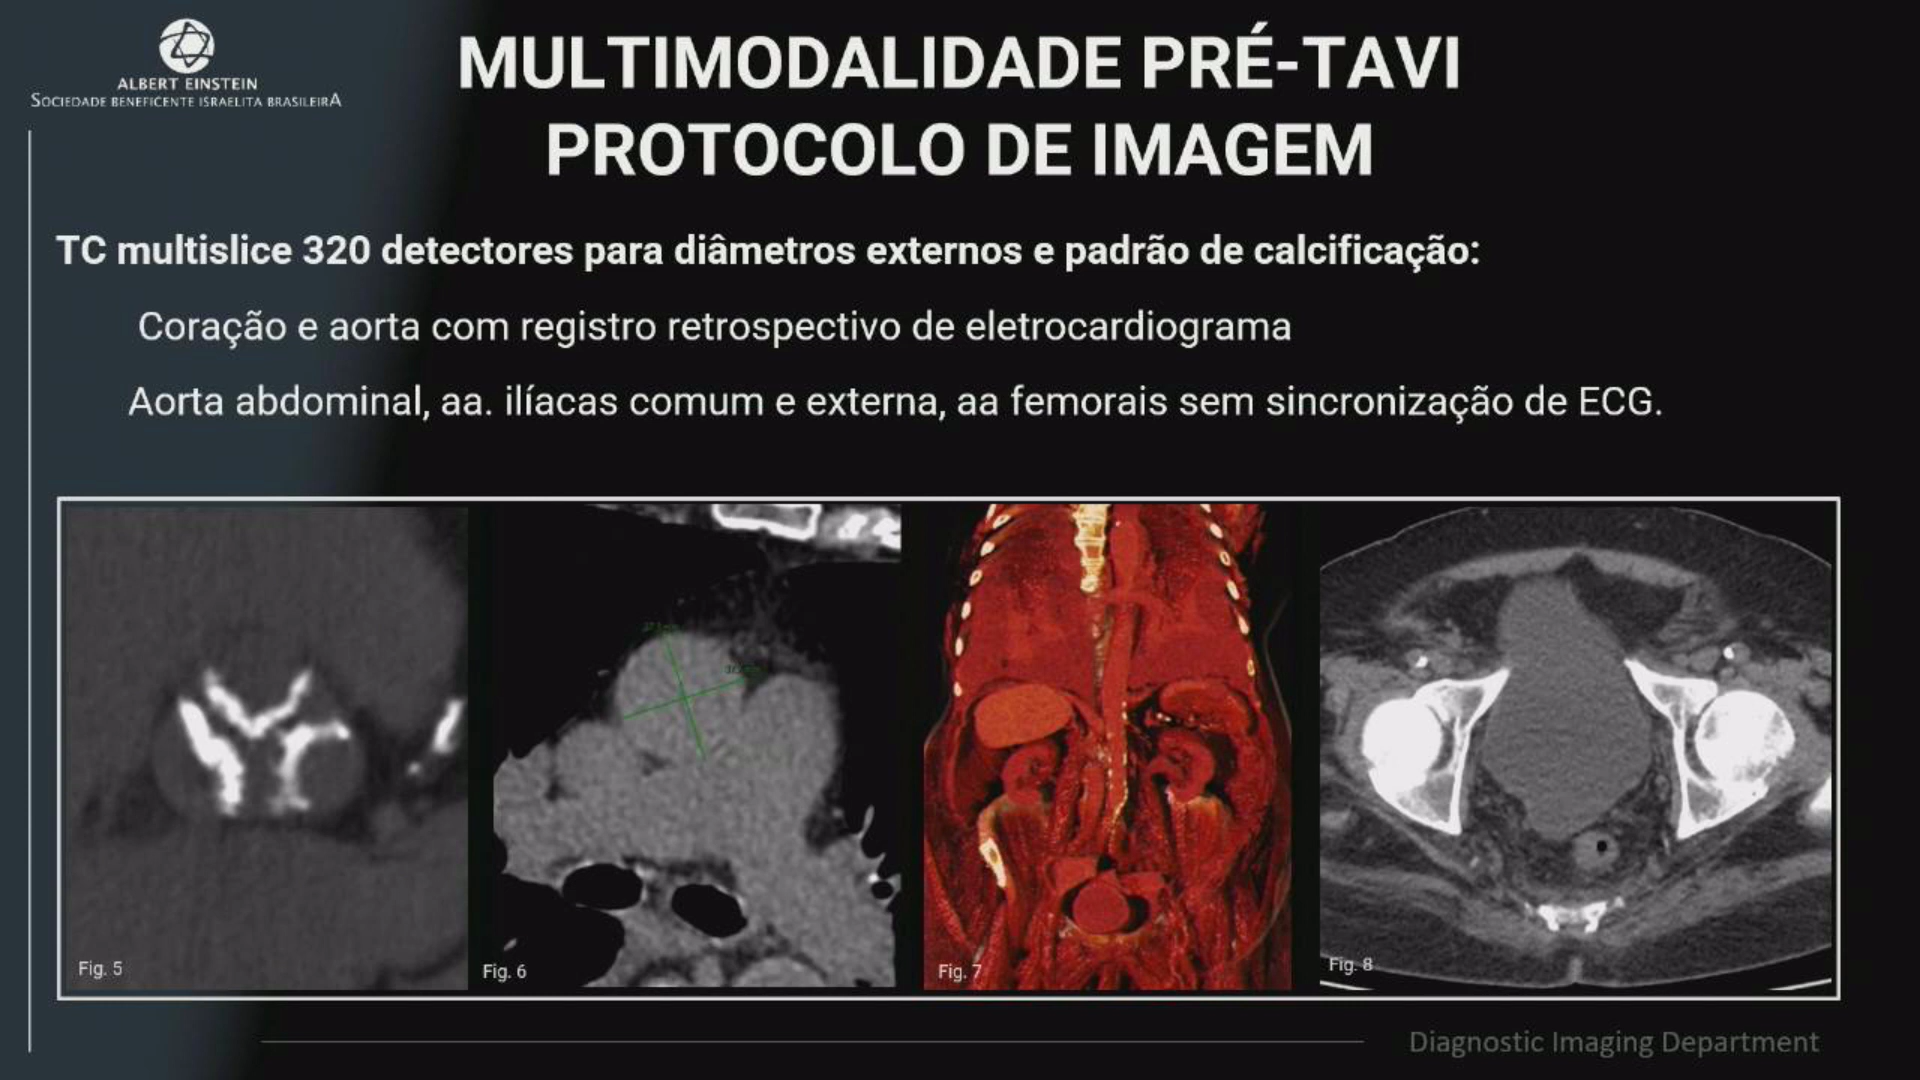 ALBERT EINSTEIN
SOCIEDADE BENEFICENTE ISRAELITA BRASILEIRA
MULTIMODALIDADE PRÉ-TAVI
PROTOCOLO DE IMAGEM
TC multislice 320 detectores para diâmetros externos e padrão de calcificação:
Coração e aorta com registro retrospectivo de eletrocardiograma
Aorta abdominal, aa. ilíacas comum e externa, aa femorais sem sincronização de ECG.
Fig. 5
Fig. 6
Fig. 7
Fig. 8
Diagnostic Imaging Department